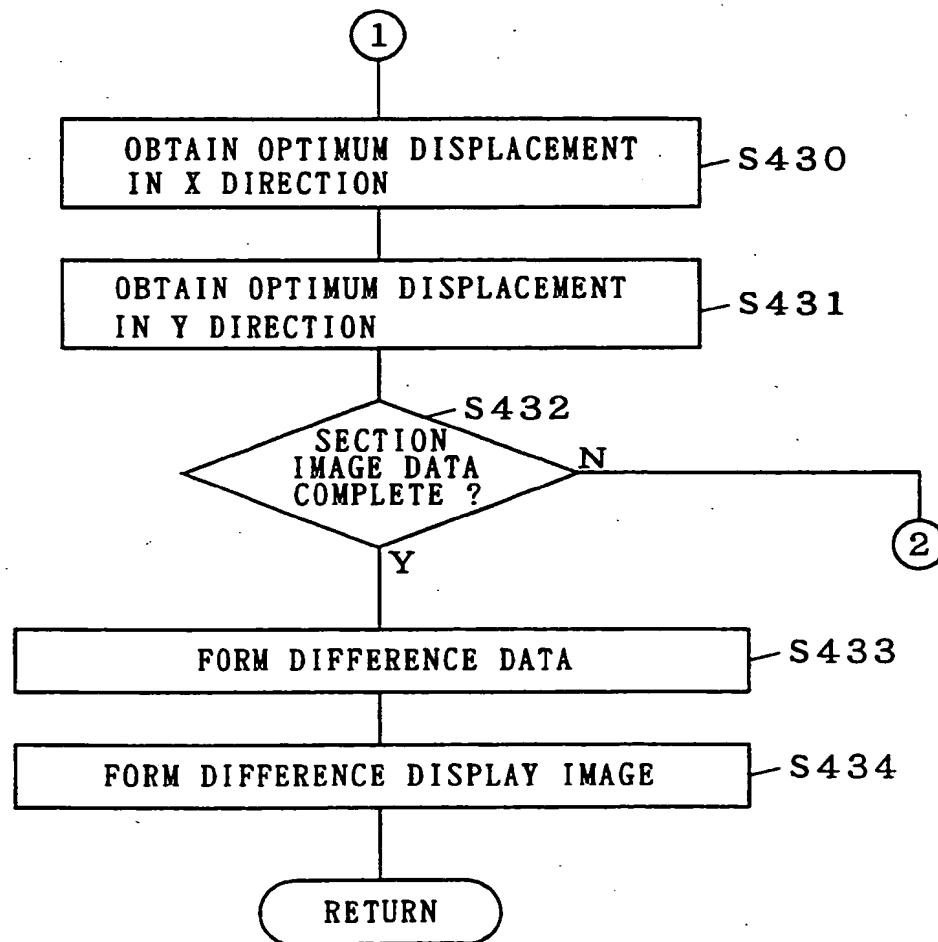 1
OBTAIN OPTIMUM DISPLACEMENT
IN X DIRECTION
S430
OBTAIN OPTIMUM DISPLACEMENT
IN Y DIRECTION
S431
S432
SECTION
IMAGE DATA
COMPLETE ?
N
2
Y
FORM DIFFERENCE DATA
S433
FORM DIFFERENCE DISPLAY IMAGE
S434
RETURN